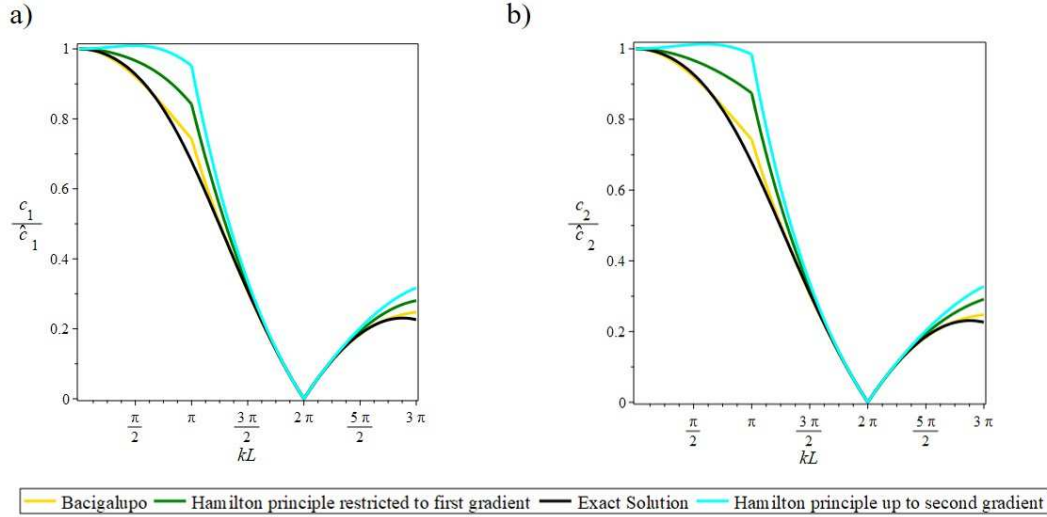 a)
1
0.8
0.6
c₁
ĉ₁
0.4
0.2
0
π/2
π
3π/2
2π
5π/2
3π
kL
b)
1
0.8
0.6
c₂
ĉ₂
0.4
0.2
0
π/2
π
3π/2
2π
5π/2
3π
kL
Bacigalupo Hamilton principle restricted to first gradient Exact Solution Hamilton principle up to second gradient